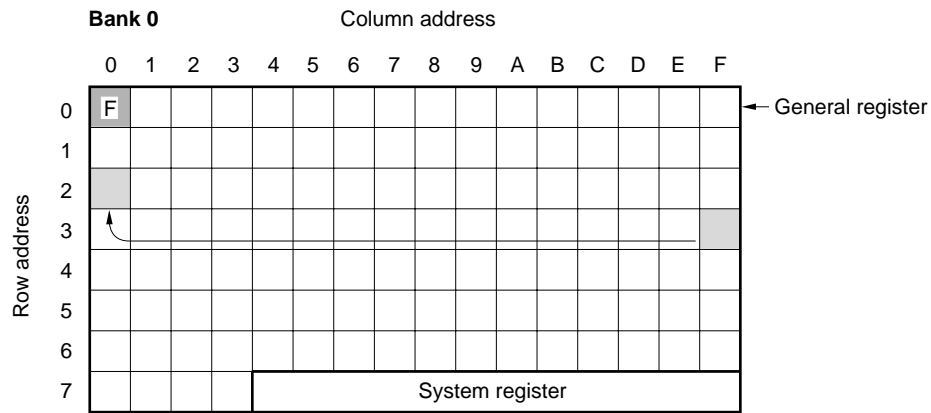 Bank 0 Column address
0 1 2 3 4 5 6 7 8 9 A B C D E F
0 F General register
1
2
3
4
5
6
7 System register
Row address